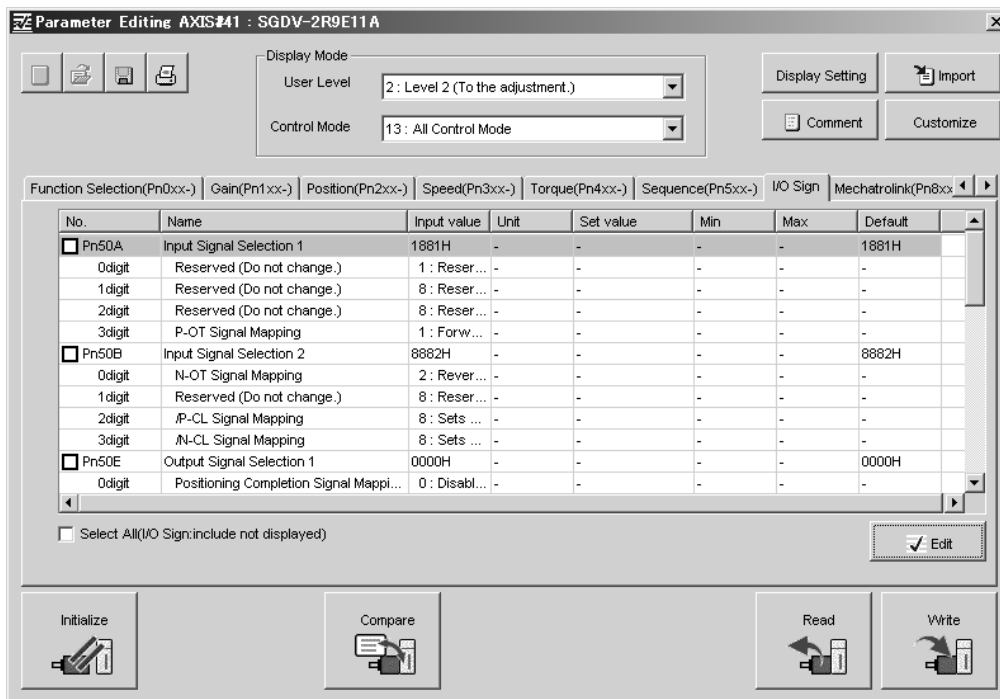 Parameter Editing AXIS#41 : SGDV-2R9E11A
Display Mode
User Level 2 : Level 2 (To the adjustment.)
Control Mode 13 : All Control Mode
Display Setting Import
Comment Customize
Function Selection(Pn0xx-) Gain(Pn1xx-) Position(Pn2xx-) Speed(Pn3xx-) Torque(Pn4xx-) Sequence(Pn5xx-) I/O Sign Mechatrolink(Pn8xx
No. Name Input value Unit Set value Min Max Default
Pn50A Input Signal Selection 1 1881H - - - - 1881H
0digit Reserved (Do not change.) 1 : Reser... - - - - -
1digit Reserved (Do not change.) 8 : Reser... - - - - -
2digit Reserved (Do not change.) 8 : Reser... - - - - -
3digit P-OT Signal Mapping 1 : Forw... - - - - -
Pn50B Input Signal Selection 2 8882H - - - - 8882H
0digit N-OT Signal Mapping 2 : Rever... - - - - -
1digit Reserved (Do not change.) 8 : Reser... - - - - -
2digit /P-CL Signal Mapping 8 : Sets ... - - - - -
3digit /N-CL Signal Mapping 8 : Sets ... - - - - -
Pn50E Output Signal Selection 1 0000H - - - - 0000H
0digit Positioning Completion Signal Mappi... 0 : Disabl... - - - - -
Select All(I/O Sign:include not displayed)
Edit
Initialize Compare Read Write